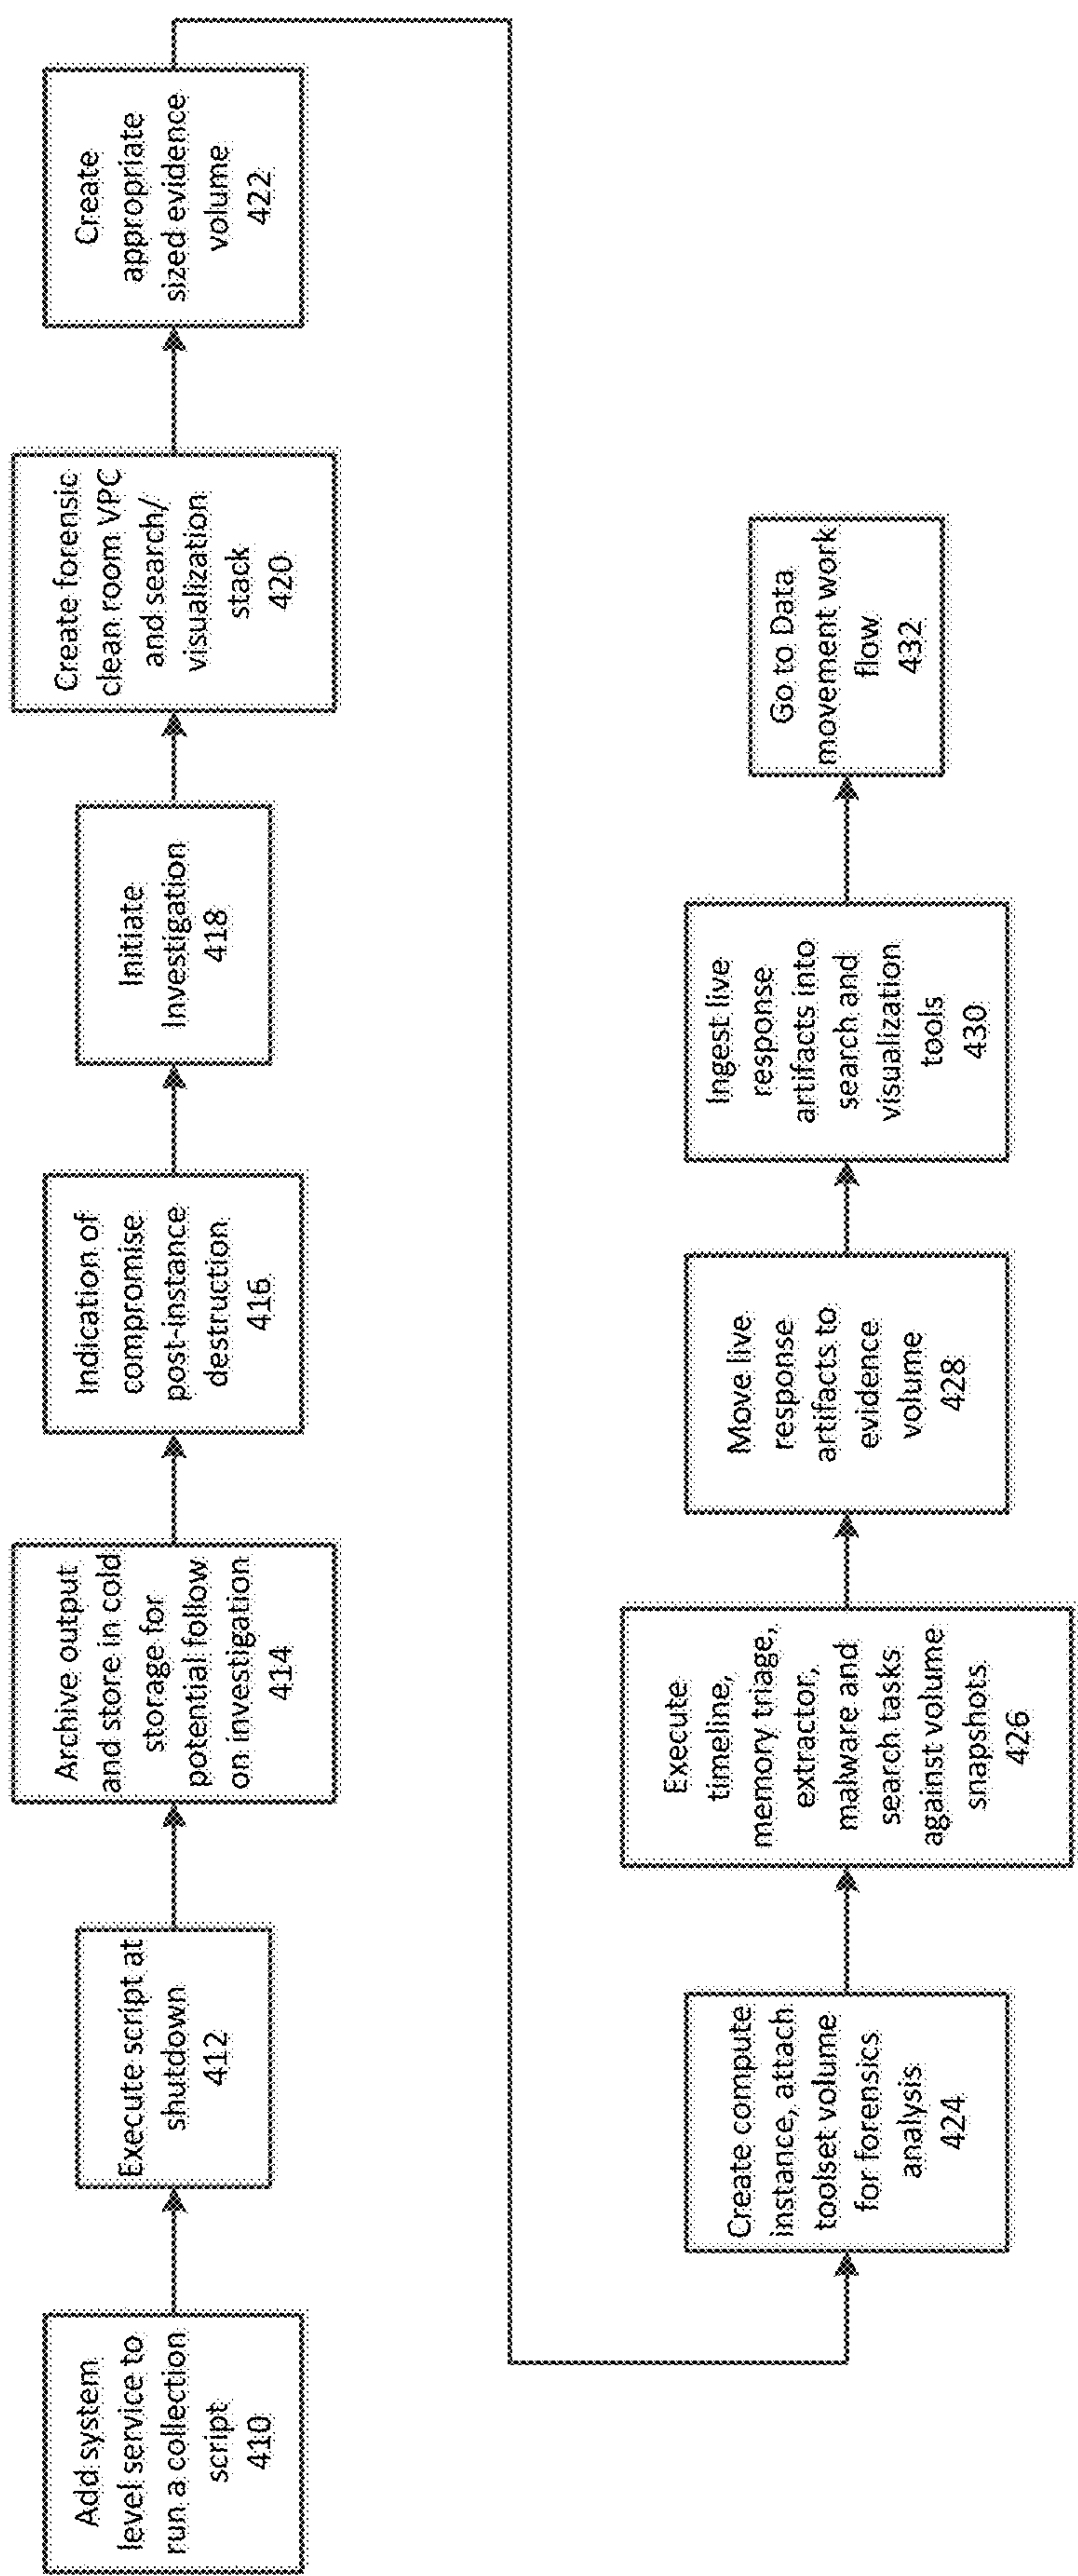 Add system
level service to
run a collection
script
410
Execute script at
shutdown
412
Archive output
and store in cold
storage for
potential follow
on investigation
414
Indication of
compromise
post-instance
destruction
416
Initiate
Investigation
418
Create forensic
clean room VPC
and search/
visualization
stack
420
Create
appropriate
sized evidence
volume
422
Create compute
instance, attach
toolset volume
for forensics
analysis
424
Execute
timeline,
memory triage,
extractor,
malware and
search tasks
against volume
snapshots
426
Move live
response
artifacts to
evidence
volume
428
Ingest live
response
artifacts into
search and
visualization
tools
430
Go to Data
movement work
flow
432